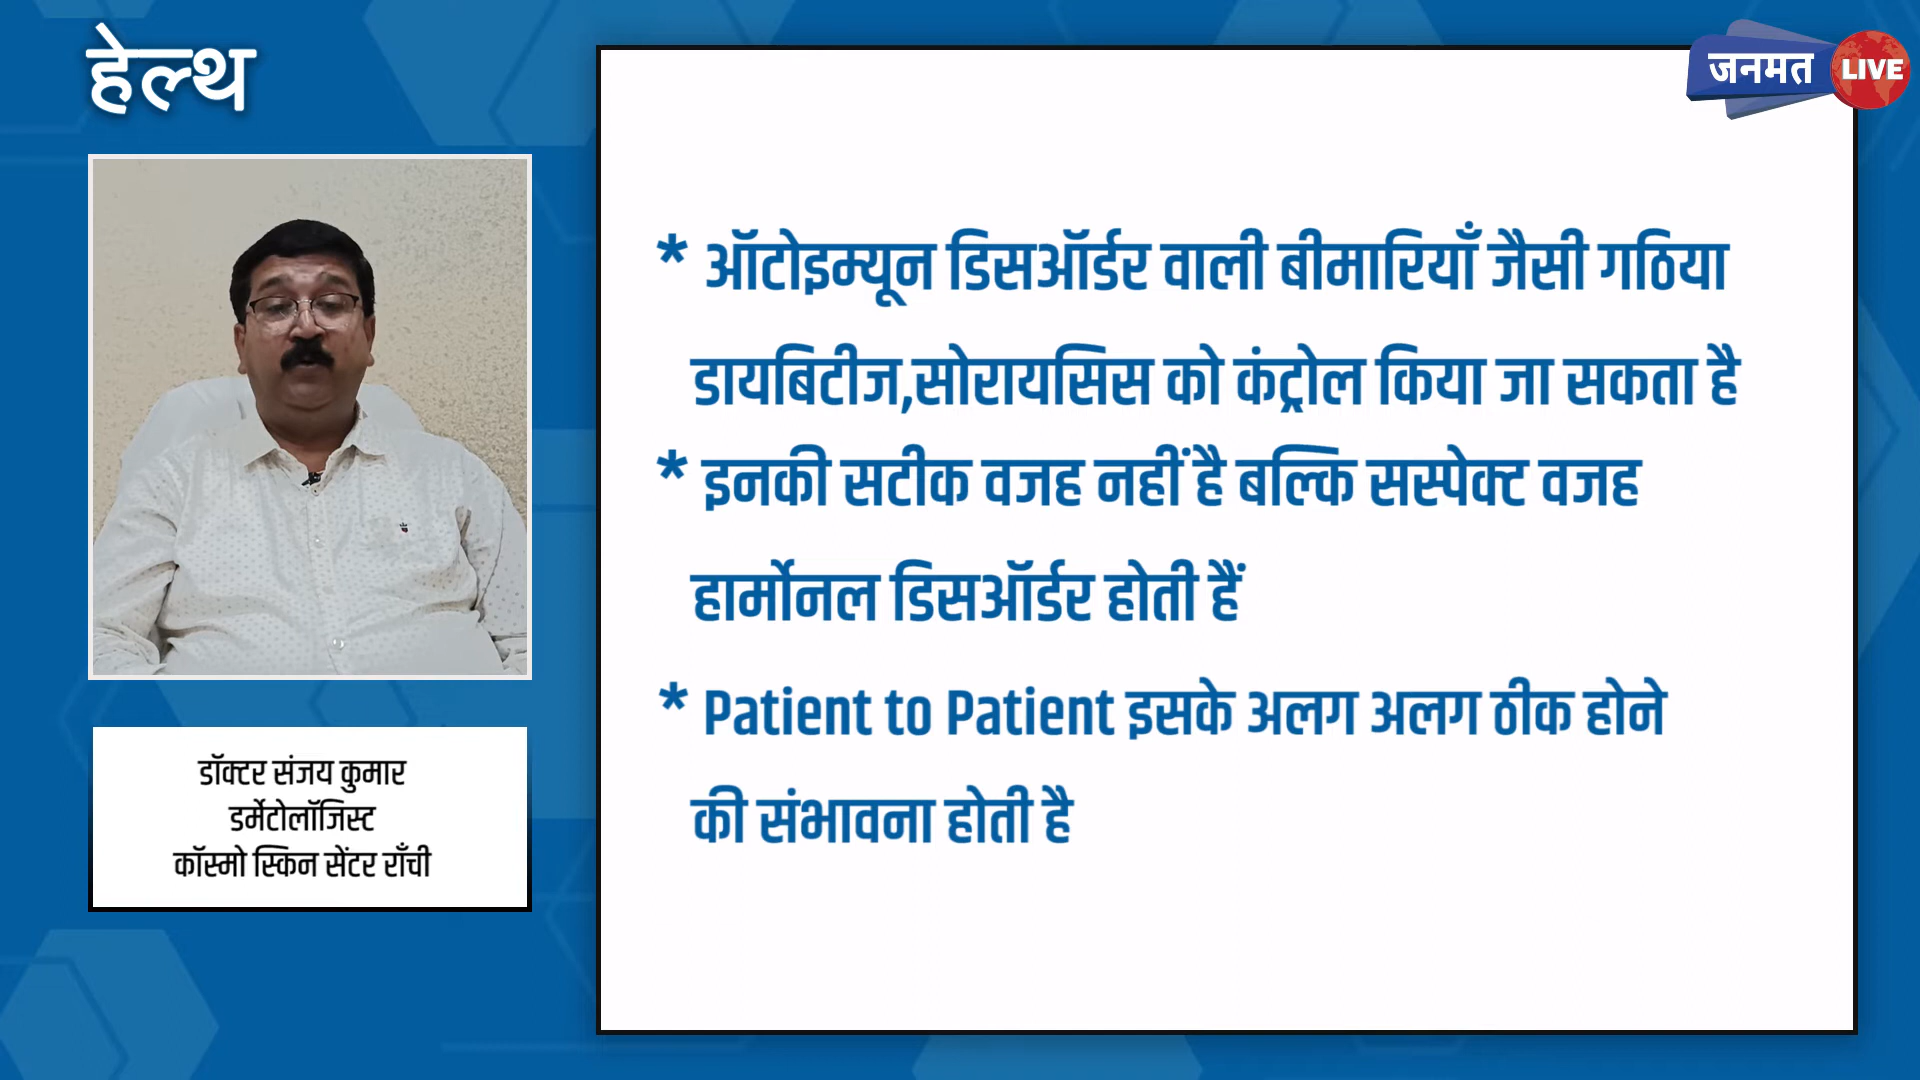 हेल्थ
जनमत LIVE
* ऑटोइम्यून डिसऑर्डर वाली बीमारियाँ जैसी गठिया
डायबिटीज,सोरायसिस को कंट्रोल किया जा सकता है
* इनकी सटीक वजह नहीं है बल्कि सस्पेक्ट वजह
हार्मोनल डिसऑर्डर होती हैं
* Patient to Patient इसके अलग अलग ठीक होने
की संभावना होती है
डॉक्टर संजय कुमार
डर्मेटोलॉजिस्ट
कॉस्मो स्किन सेंटर राँची